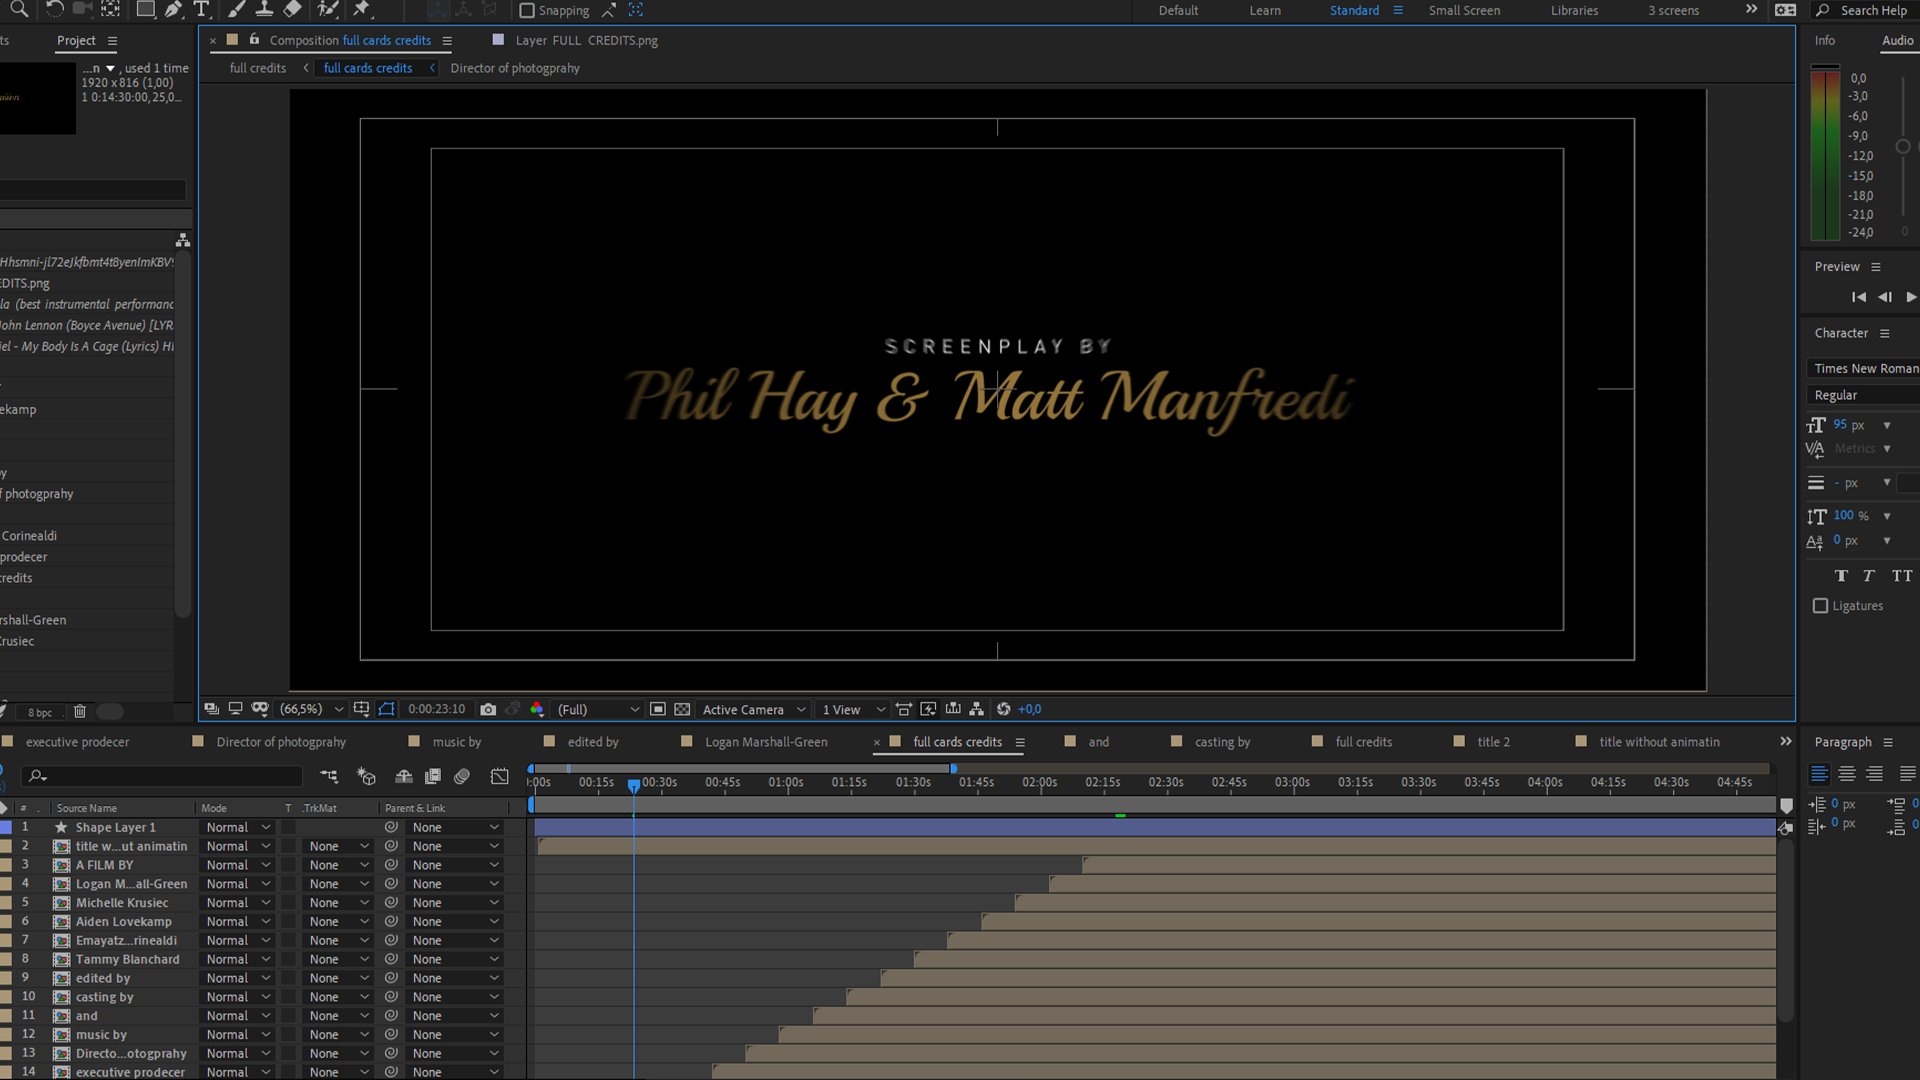 Snapping
Default
Learn
Standard
Small Screen
Libraries
3 screens
Search Help
ts
Project
Composition full cards credits
Layer FULL CREDITS.png
Info
Audio
...n , used 1 time
1920 x 816 (1,00)
1 0:14:30:00, 25,0...
full credits
full cards credits
Director of photograhy
0,0
-3,0
-6,0
-9,0
-12,0
-15,0
-18,0
-21,0
-24,0
0
Preview
Character
Times New Roman
Regular
95 px
Metrics
- px
100 %
0 px
Ligatures
EDITS.png
la (best instrumental performanc
John Lennon (Boyce Avenue) [LYR
iel - My Body Is A Cage (Lyrics) H
ekamp
by
f photograhy
Corinealdi
prodecer
credits
rshall-Green
Krusiec
SCREENPLAY BY
Phil Hay & Matt Manfredi
8 bpc
(66,5%)
0:00:23:10
(Full)
Active Camera
1 View
+0,0
executive prodecer
Director of photograhy
music by
edited by
Logan Marshall-Green
full cards credits
and
casting by
full credits
title 2
title without animatin
Paragraph
:00s
00:15s
00:30s
00:45s
01:00s
01:15s
01:30s
01:45s
02:00s
02:15s
02:30s
02:45s
03:00s
03:15s
03:30s
03:45s
04:00s
04:15s
04:30s
04:45s
0 px
0 px
# Source Name Mode T .TrkMat Parent & Link
1 Shape Layer 1 Normal None
2 title w...ut animatin Normal None None
3 A FILM BY Normal None None
4 Logan M...all-Green Normal None None
5 Michelle Krusiec Normal None None
6 Aiden Lovekamp Normal None None
7 Emayatz...rinealdi Normal None None
8 Tammy Blanchard Normal None None
9 edited by Normal None None
10 casting by Normal None None
11 and Normal None None
12 music by Normal None None
13 Directo...otogprahy Normal None None
14 executive prodecer Normal None None